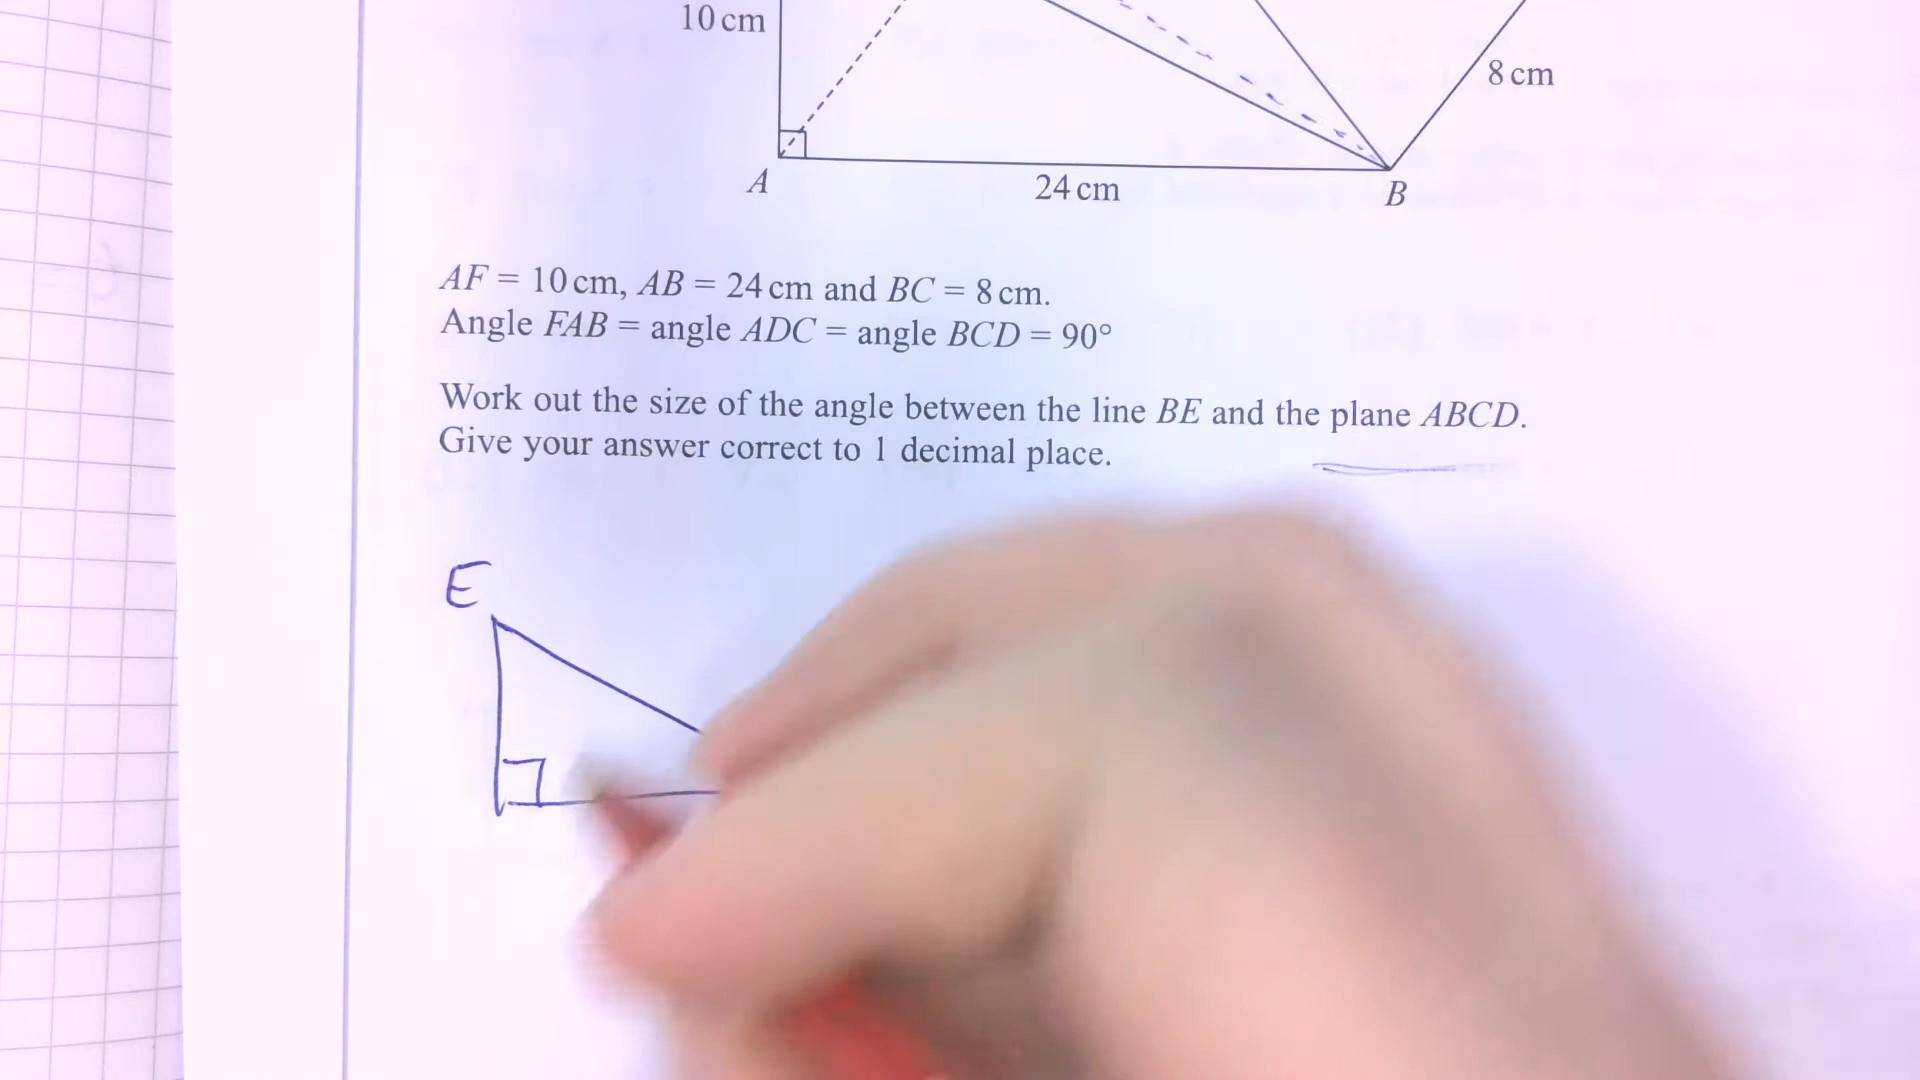 10 cm
8 cm
A
24 cm
B
AF = 10 cm, AB = 24 cm and BC = 8 cm.
Angle FAB = angle ADC = angle BCD = 90°
Work out the size of the angle between the line BE and the plane ABCD.
Give your answer correct to 1 decimal place.
E